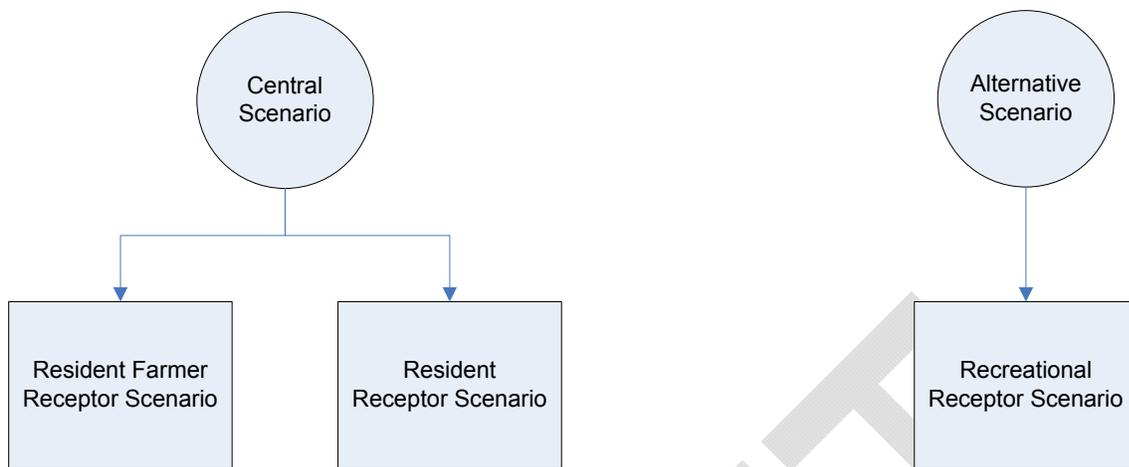 Central
Scenario
Alternative
Scenario
Resident Farmer
Receptor Scenario
Resident
Receptor Scenario
Recreational
Receptor Scenario